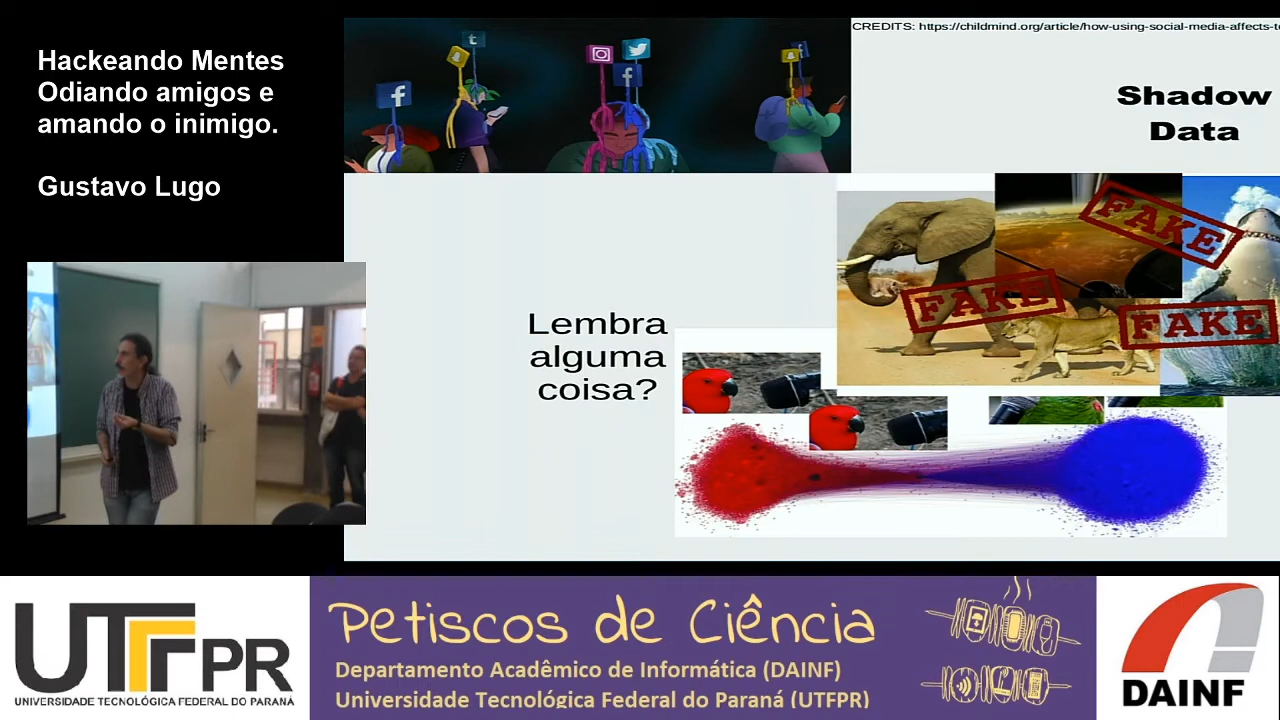 Hackeando Mentes
Odiando amigos e
amando o inimigo.
Gustavo Lugo
CREDITS: https://childmind.org/article/how-using-social-media-affects-t
Shadow
Data
FAKE
FAKE
FAKE
Lembra
alguma
coisa?
UTFPR
UNIVERSIDADE TECNOLÓGICA FEDERAL DO PARANÁ
Petiscos de Ciência
Departamento Acadêmico de Informática (DAINF)
Universidade Tecnológica Federal do Paraná (UTFPR)
DAINF